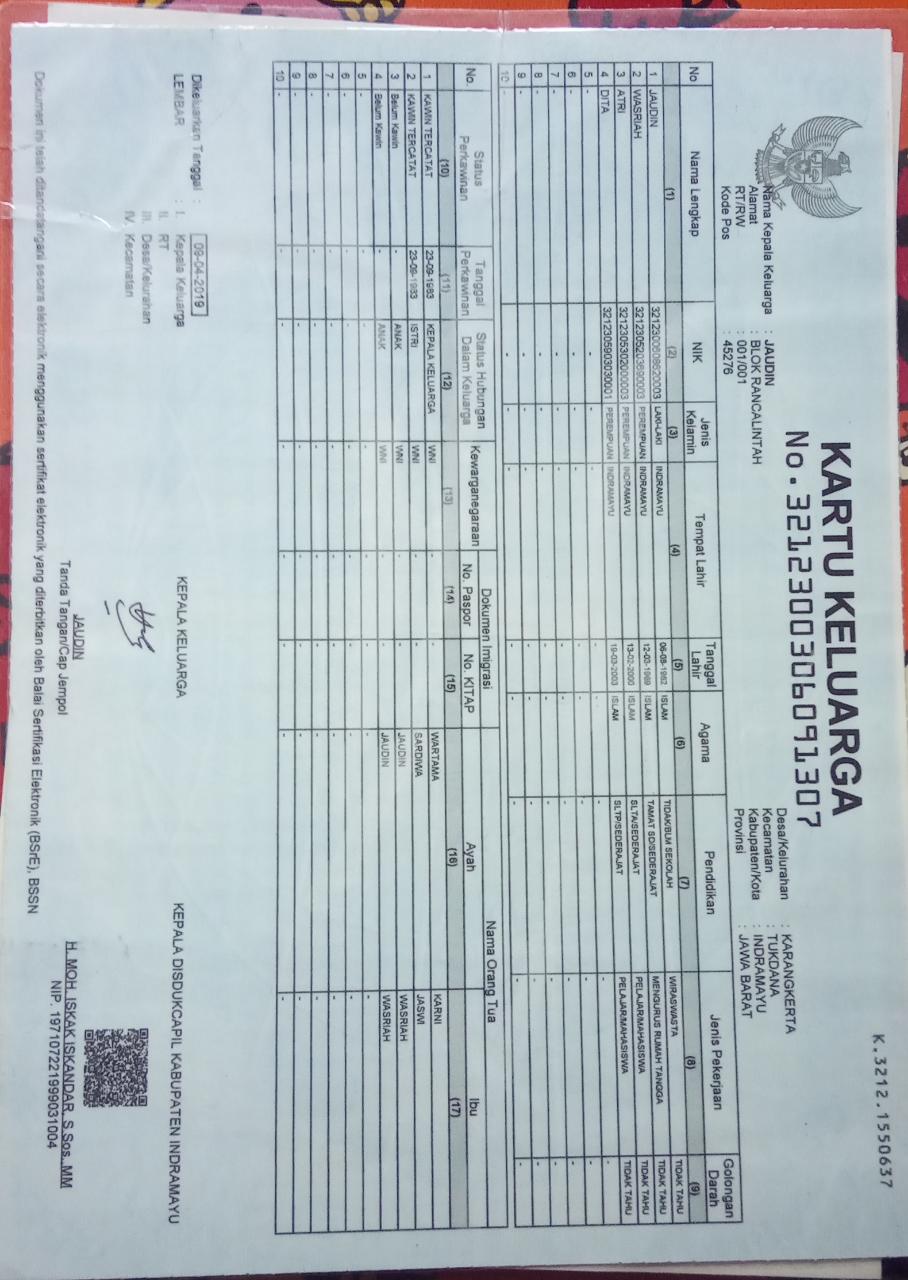 K.3212.1550637
KARTU KELUARGA
No. 3212300306091307
Nama Kepala Keluarga : JAUDIN
Alamat : BLOK RANCALINTAH
RT/RW : 001/001
Kode Pos : 45276
Desa/Kelurahan : KARANGKERTA
Kecamatan : TUKDANA
Kabupaten/Kota : INDRAMAYU
Provinsi : JAWA BARAT
No Nama Lengkap NIK Jenis Kelamin Tempat Lahir Tanggal Lahir Agama Pendidikan Jenis Pekerjaan Golongan Darah
(1) (2) (3) (4) (5) (6) (7) (8) (9)
1 JAUDIN 3212300608620003 LAKI-LAKI INDRAMAYU 06-08-1962 ISLAM TIDAK/BLM SEKOLAH WIRASWASTA TIDAK TAHU
2 WASRIAH 3212305203690003 PEREMPUAN INDRAMAYU 12-03-1969 ISLAM TAMAT SD/SEDERAJAT MENGURUS RUMAH TANGGA TIDAK TAHU
3 ATRI 3212305302000003 PEREMPUAN INDRAMAYU 13-02-2000 ISLAM SLTA/SEDERAJAT PELAJAR/MAHASISWA TIDAK TAHU
4 DITA 3212305903030001 PEREMPUAN INDRAMAYU 19-03-2003 ISLAM SLTP/SEDERAJAT PELAJAR/MAHASISWA TIDAK TAHU
5 - - - - - - - - -
6 - - - - - - - - -
7 - - - - - - - - -
8 - - - - - - - - -
9 - - - - - - - - -
10 - - - - - - - - -
No. Status Perkawinan Tanggal Perkawinan Status Hubungan Dalam Keluarga Kewarganegaraan Dokumen Imigrasi Nama Orang Tua
No. Paspor No. KITAP Ayah Ibu
(10) (11) (12) (13) (14) (15) (16) (17)
1 KAWIN TERCATAT 23-09-1983 KEPALA KELUARGA WNI - - WARTAMA KARNI
2 KAWIN TERCATAT 23-09-1983 ISTRI WNI - - SARDIWA JASWI
3 Belum Kawin - ANAK WNI - - JAUDIN WASRIAH
4 Belum Kawin - ANAK WNI - - JAUDIN WASRIAH
5 - - - - - - - -
6 - - - - - - - -
7 - - - - - - - -
8 - - - - - - - -
9 - - - - - - - -
10 - - - - - - - -
Dikeluarkan Tanggal : 09-04-2019
LEMBAR : I. Kepala Keluarga
II. RT
III. Desa/Kelurahan
IV. Kecamatan
KEPALA KELUARGA
JAUDIN
Tanda Tangan/Cap Jempol
KEPALA DISDUKCAPIL KABUPATEN INDRAMAYU
H. MOH. ISKAK ISKANDAR, S.Sos, MM
NIP. 197107221999031004
Dokumen ini telah ditandatangani secara elektronik menggunakan sertifikat elektronik yang diterbitkan oleh Balai Sertifikasi Elektronik (BSrE), BSSN